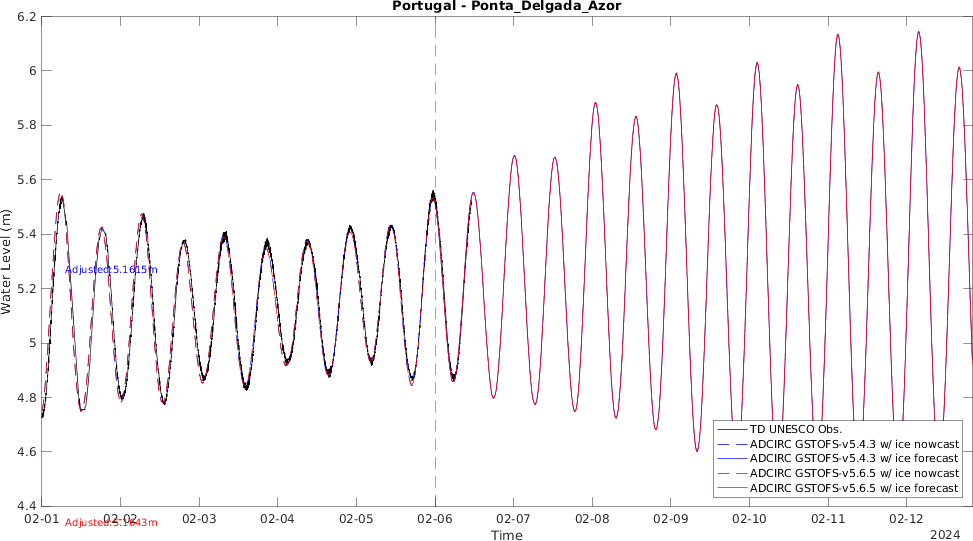 Portugal - Ponta_Delgada_Azor
6.2
6
5.8
5.6
5.4
5.2
5
4.8
4.6
4.4
Water Level (m)
Adjusted:5.1615m
Adjusted:5.1643m
TD UNESCO Obs.
ADCIRC GSTOFS-v5.4.3 w/ ice nowcast
ADCIRC GSTOFS-v5.4.3 w/ ice forecast
ADCIRC GSTOFS-v5.6.5 w/ ice nowcast
ADCIRC GSTOFS-v5.6.5 w/ ice forecast
02-01 02-02 02-03 02-04 02-05 02-06 02-07 02-08 02-09 02-10 02-11 02-12
Time
2024